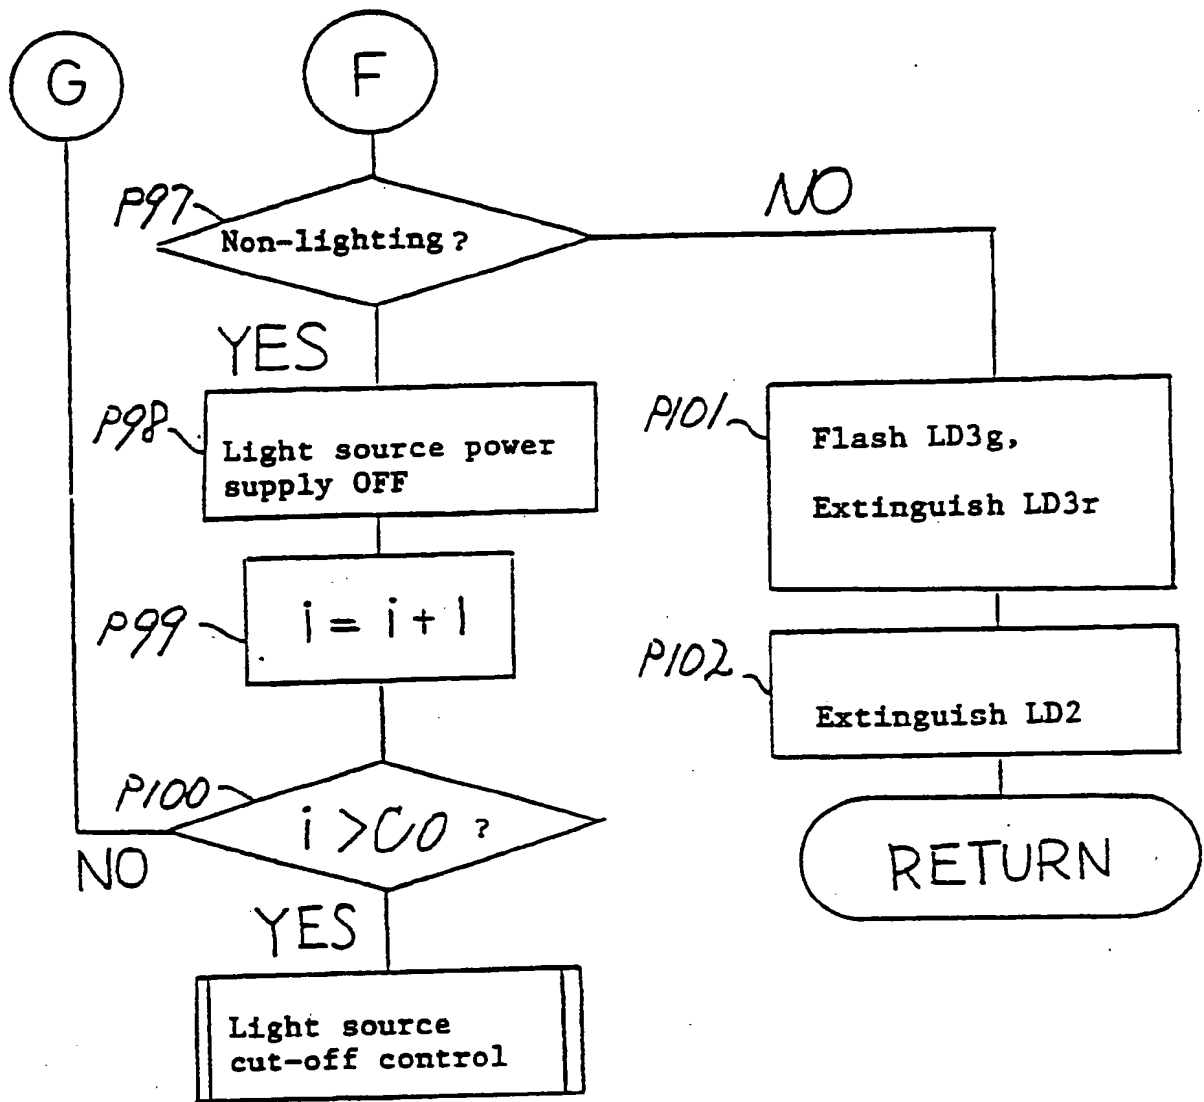 G
F
P97
Non-lighting?
NO
YES
P98
Light source power
supply OFF
P101
Flash LD3g,
Extinguish LD3r
P99
i = i + 1
P102
Extinguish LD2
P100
i > C0 ?
NO
YES
RETURN
Light source
cut-off control